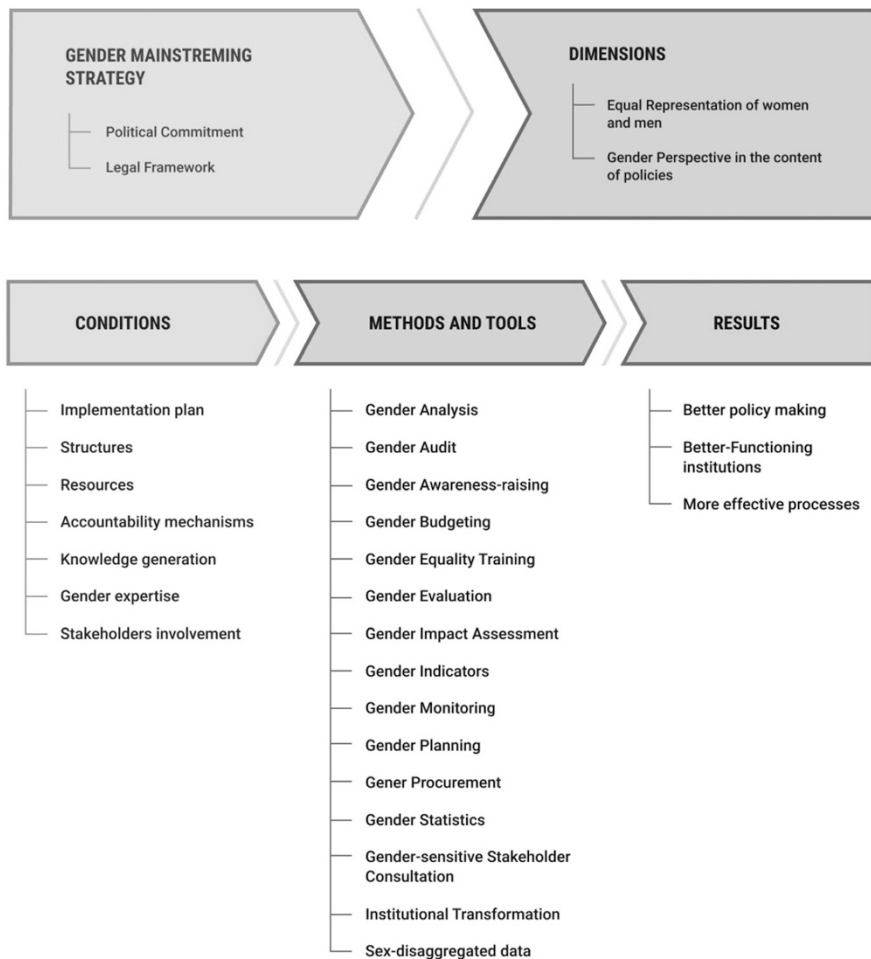 GENDER MAINSTREMING
STRATEGY
Political Commitment
Legal Framework
DIMENSIONS
Equal Representation of women
and men
Gender Perspective in the content
of policies
CONDITIONS
Implementation plan
Structures
Resources
Accountability mechanisms
Knowledge generation
Gender expertise
Stakeholders involvement
METHODS AND TOOLS
Gender Analysis
Gender Audit
Gender Awareness-raising
Gender Budgeting
Gender Equality Training
Gender Evaluation
Gender Impact Assessment
Gender Indicators
Gender Monitoring
Gender Planning
Gener Procurement
Gender Statistics
Gender-sensitive Stakeholder
Consultation
Institutional Transformation
Sex-disaggregated data
RESULTS
Better policy making
Better-Functioning
institutions
More effective processes